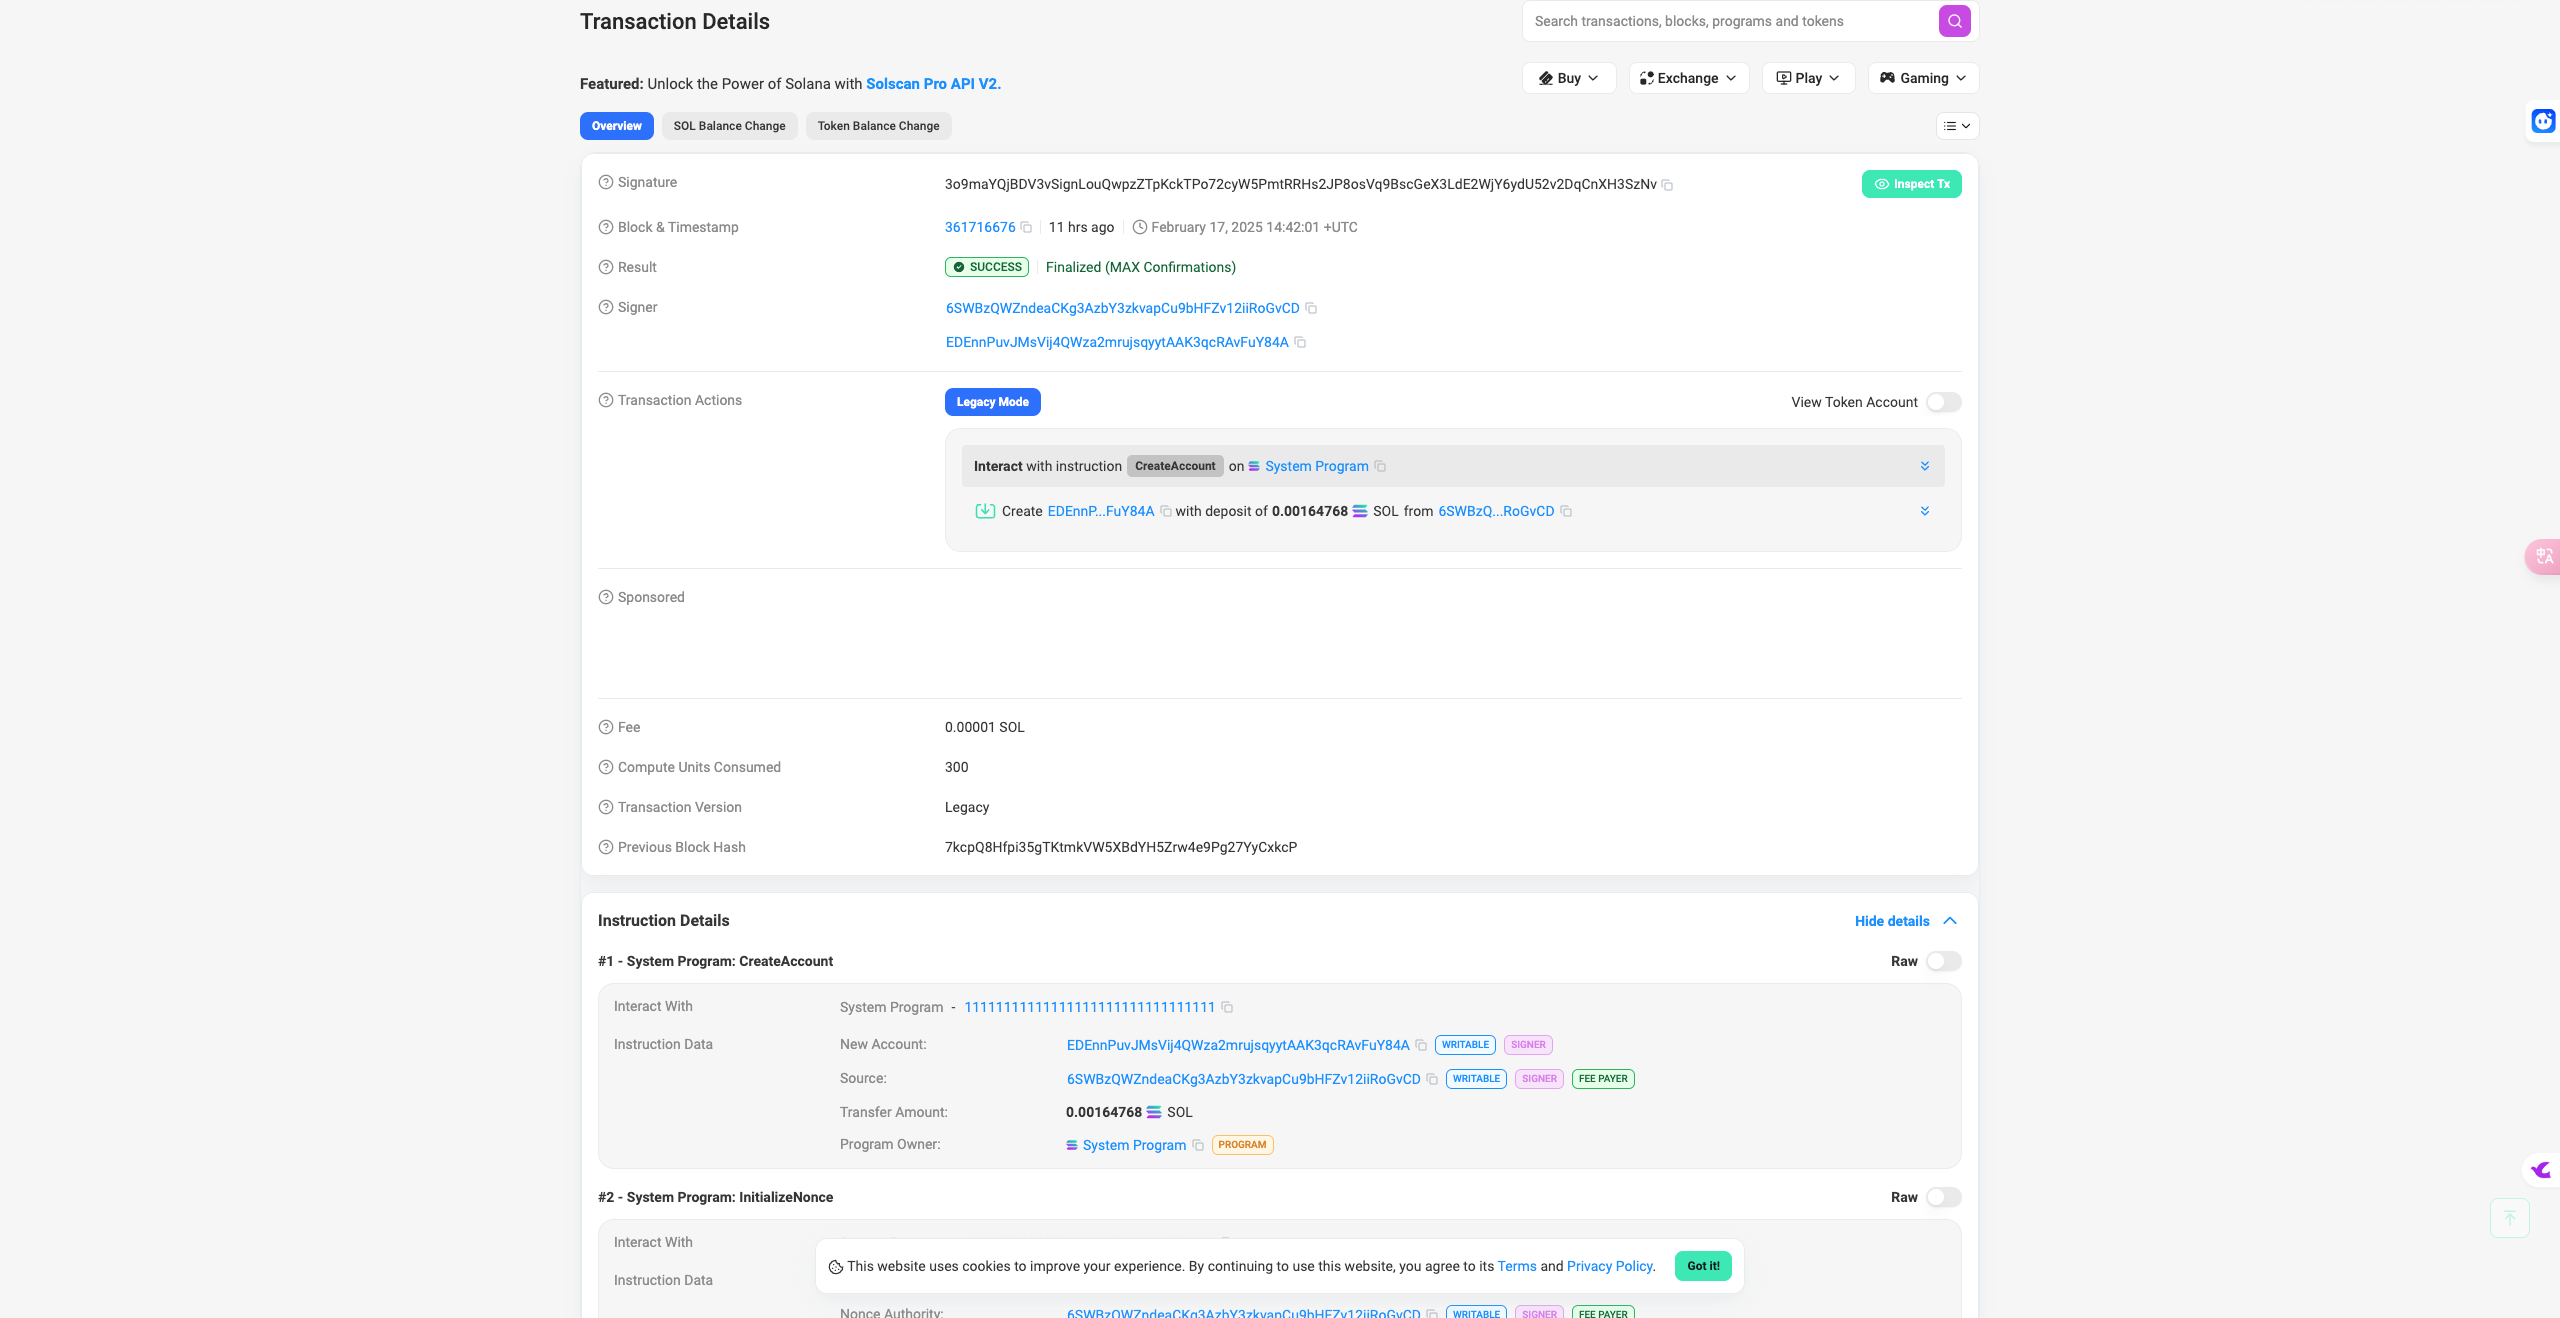 Transaction Details
Search transactions, blocks, programs and tokens
Featured: Unlock the Power of Solana with Solscan Pro API V2.
Buy
Exchange
Play
Gaming
Overview
SOL Balance Change
Token Balance Change
Signature
3o9maYQjBDV3vSignLouQwpzZTpKckTPo72cyW5PmtRRHs2JP8osVq9BscGeX3LdE2WjY6ydU52v2DqCnXH3SzNv
Inspect Tx
Block & Timestamp
361716676
11 hrs ago
February 17, 2025 14:42:01 +UTC
Result
SUCCESS
Finalized (MAX Confirmations)
Signer
6SWBzQWZndeaCKg3AzbY3zkvapCu9bHFZv12iiRoGvCD
EDEnnPuvJMsVij4QWza2mrujsqyytAAK3qcRAvFuY84A
Transaction Actions
Legacy Mode
View Token Account
Interact with instruction CreateAccount on System Program
Create EDEnnP...FuY84A with deposit of 0.00164768 SOL from 6SWBzQ...RoGvCD
Sponsored
Fee
0.00001 SOL
Compute Units Consumed
300
Transaction Version
Legacy
Previous Block Hash
7kcpQ8Hfpi35gTKtmkVW5XBdYH5Zrw4e9Pg27YyCxkcP
Instruction Details
Hide details
#1 - System Program: CreateAccount
Raw
Interact With
System Program - 11111111111111111111111111111111
Instruction Data
New Account:
EDEnnPuvJMsVij4QWza2mrujsqyytAAK3qcRAvFuY84A WRITABLE SIGNER
Source:
6SWBzQWZndeaCKg3AzbY3zkvapCu9bHFZv12iiRoGvCD WRITABLE SIGNER FEE PAYER
Transfer Amount:
0.00164768 SOL
Program Owner:
System Program PROGRAM
#2 - System Program: InitializeNonce
Raw
Interact With
Instruction Data
This website uses cookies to improve your experience. By continuing to use this website, you agree to its Terms and Privacy Policy.
Got it!
Nonce Authority:
6SWBzQWZndeaCKg3AzbY3zkvapCu9bHFZv12iiRoGvCD WRITABLE SIGNER FEE PAYER